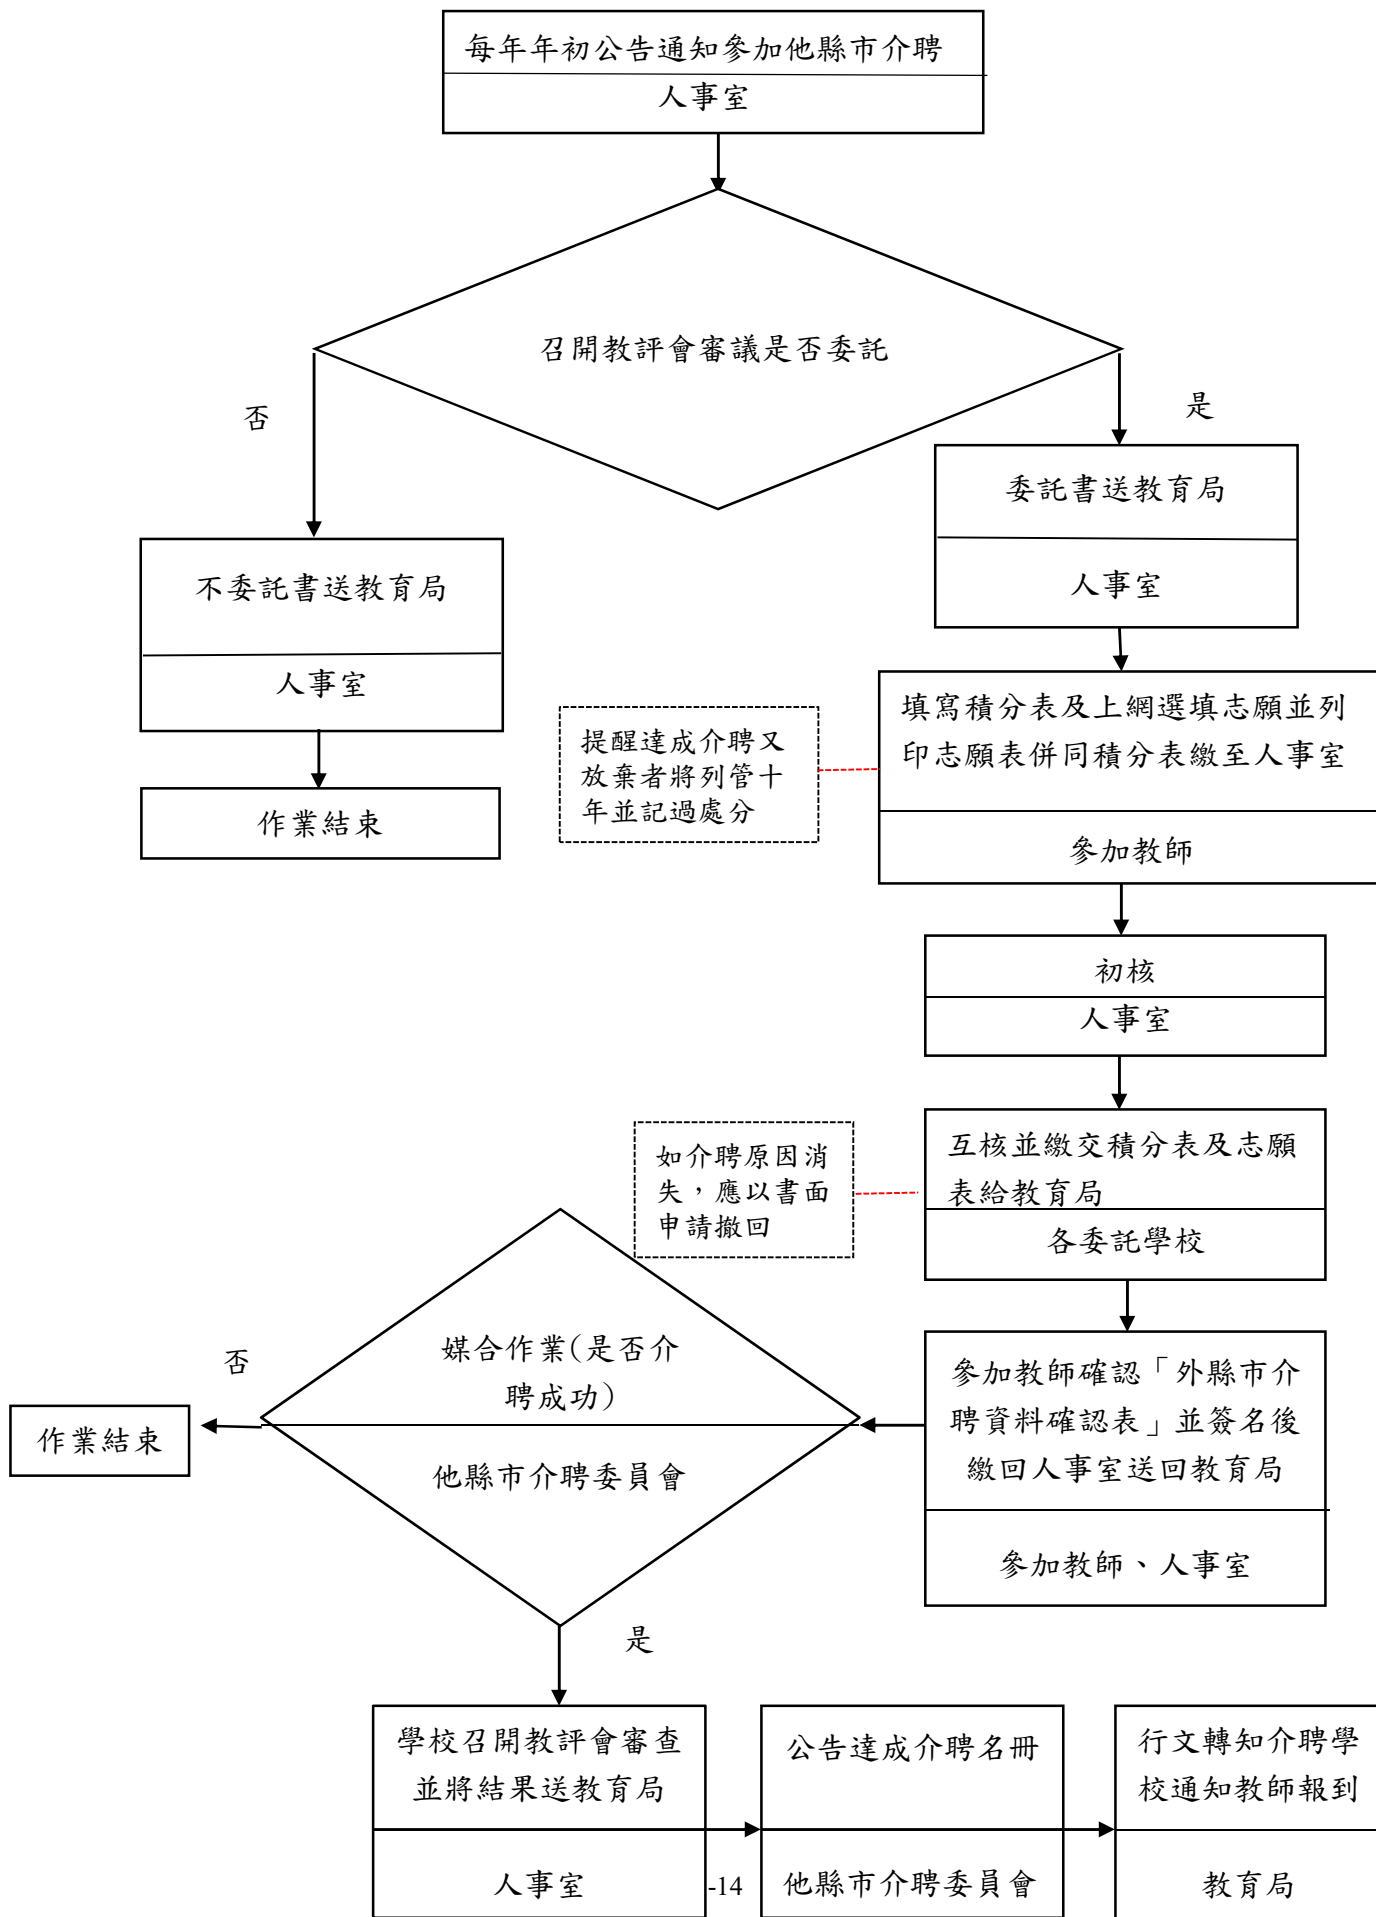 每年年初公告通知參加他縣市介聘
人事室
召開教評會審議是否委託
否
是
委託書送教育局
人事室
不委託書送教育局
人事室
作業結束
填寫積分表及上網選填志願並列
印志願表併同積分表繳至人事室
參加教師
提醒達成介聘又
放棄者將列管十
年並記過處分
初核
人事室
互核並繳交積分表及志願
表給教育局
各委託學校
如介聘原因消
失,應以書面
申請撤回
參加教師確認「外縣市介
聘資料確認表」並簽名後
繳回人事室送回教育局
參加教師、人事室
媒合作業(是否介
聘成功)
他縣市介聘委員會
否
作業結束
是
學校召開教評會審查
並將結果送教育局
人事室
公告達成介聘名冊
他縣市介聘委員會
行文轉知介聘學
校通知教師報到
教育局
-14